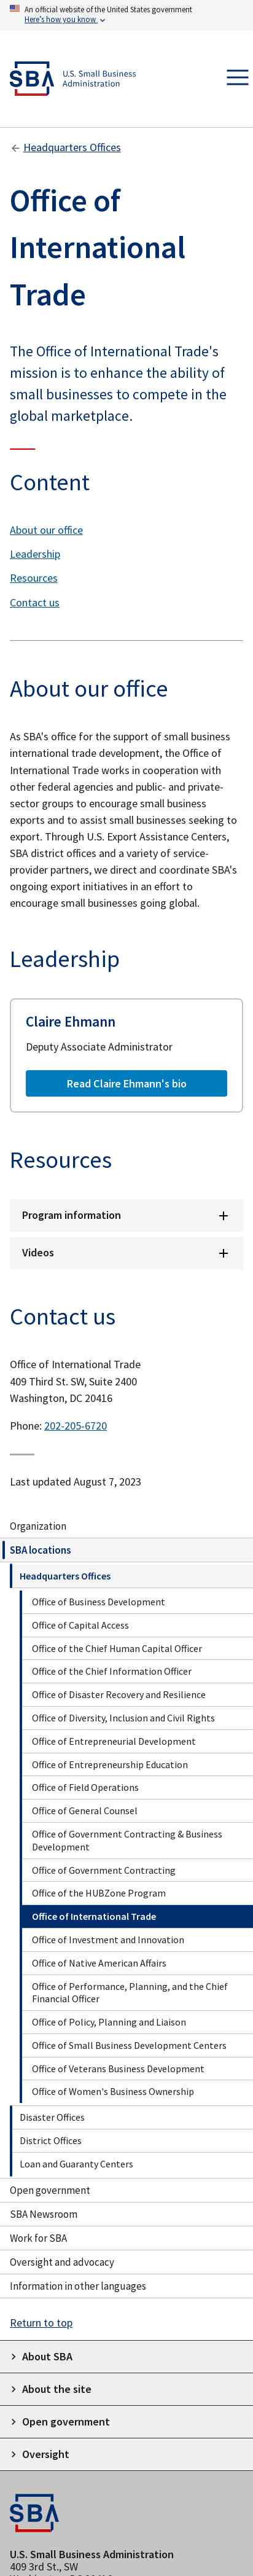 An official website of the United States government
Here's how you know
SBA U.S. Small Business
Administration
Headquarters Offices
Office of
International
Trade
The Office of International Trade's
mission is to enhance the ability of
small businesses to compete in the
global marketplace.
Content
About our office
Leadership
Resources
Contact us
About our office
As SBA's office for the support of small business
international trade development, the Office of
International Trade works in cooperation with
other federal agencies and public- and private-
sector groups to encourage small business
exports and to assist small businesses seeking to
export. Through U.S. Export Assistance Centers,
SBA district offices and a variety of service-
provider partners, we direct and coordinate SBA's
ongoing export initiatives in an effort to
encourage small businesses going global.
Leadership
Claire Ehmann
Deputy Associate Administrator
Read Claire Ehmann's bio
Resources
Program information
Videos
Contact us
Office of International Trade
409 Third St. SW, Suite 2400
Washington, DC 20416
Phone: 202-205-6720
Last updated August 7, 2023
Organization
SBA locations
Headquarters Offices
Office of Business Development
Office of Capital Access
Office of the Chief Human Capital Officer
Office of the Chief Information Officer
Office of Disaster Recovery and Resilience
Office of Diversity, Inclusion and Civil Rights
Office of Entrepreneurial Development
Office of Entrepreneurship Education
Office of Field Operations
Office of General Counsel
Office of Government Contracting & Business
Development
Office of Government Contracting
Office of the HUBZone Program
Office of International Trade
Office of Investment and Innovation
Office of Native American Affairs
Office of Performance, Planning, and the Chief
Financial Officer
Office of Policy, Planning and Liaison
Office of Small Business Development Centers
Office of Veterans Business Development
Office of Women's Business Ownership
Disaster Offices
District Offices
Loan and Guaranty Centers
Open government
SBA Newsroom
Work for SBA
Oversight and advocacy
Information in other languages
Return to top
About SBA
About the site
Open government
Oversight
SBA
U.S. Small Business Administration
409 3rd St., SW